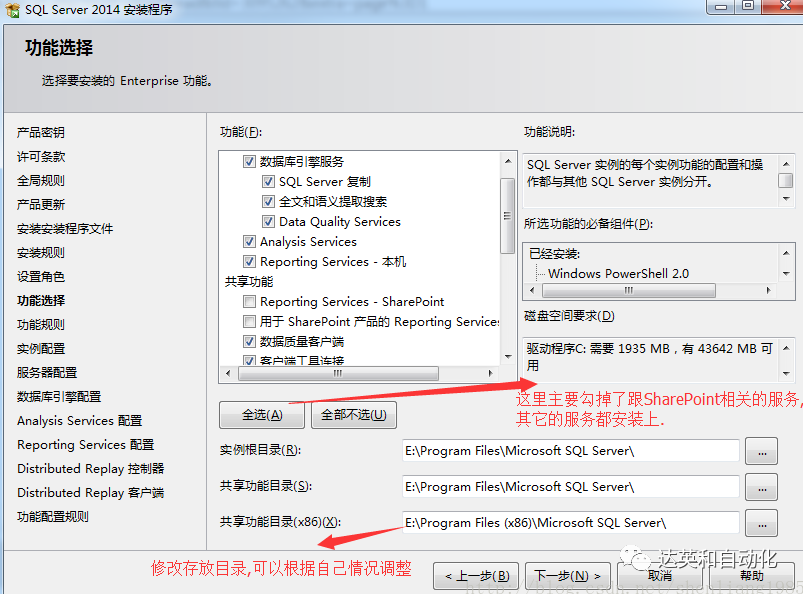 SQL Server 2014 安装程序
功能选择
选择要安装的 Enterprise 功能。
产品密钥
许可条款
全局规则
产品更新
安装安装程序文件
安装规则
设置角色
功能选择
功能规则
实例配置
服务器配置
数据库引擎配置
Analysis Services 配置
Reporting Services 配置
Distributed Replay 控制器
Distributed Replay 客户端
功能配置规则
功能(F):
数据库引擎服务
SQL Server 复制
全文和语义提取搜索
Data Quality Services
Analysis Services
Reporting Services - 本机
共享功能
Reporting Services - SharePoint
用于 SharePoint 产品的 Reporting Services
数据质量客户端
客户端工具连接
功能说明:
SQL Server 实例的每个实例功能的配置和操
作都与其他 SQL Server 实例分开。
所选功能的必备组件(P):
已经安装:
Windows PowerShell 2.0
磁盘空间要求(D)
驱动程序C: 需要 1935 MB，有 43642 MB 可
用
全选(A)
全部不选(U)
这里主要勾掉了跟SharePoint相关的服务,
其它的服务都安装上.
实例根目录(R):
E:\Program Files\Microsoft SQL Server\
...
共享功能目录(S):
E:\Program Files\Microsoft SQL Server\
...
共享功能目录(x86)(X):
E:\Program Files (x86)\Microsoft SQL Server\
...
修改存放目录,可以根据自己情况调整
达英和自动化
< 上一步(B)
下一步(N) >
取消
帮助
http://blog.csdn.net/shenliang1985